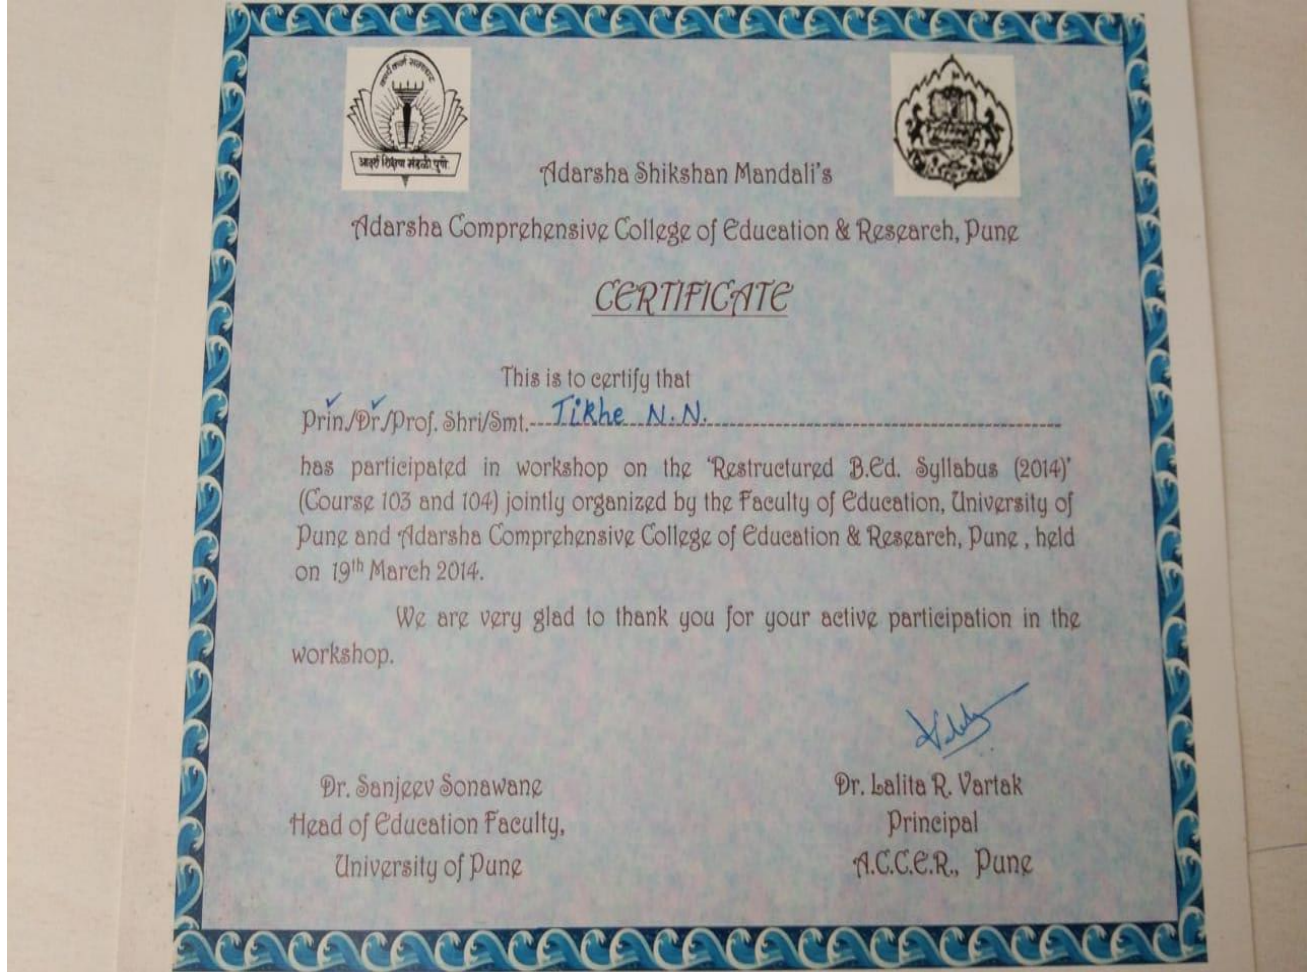 आदर्श शिक्षण मंडळी पुणे
Adarsha Shikshan Mandali's
Adarsha Comprehensive College of Education & Research, Pune
CERTIFICATE
This is to certify that
Prin./Dr./Prof. Shri/Smt. Tikhe N.N.
has participated in workshop on the 'Restructured B.Ed. Syllabus (2014)'
(Course 103 and 104) jointly organized by the Faculty of Education, University of
Pune and Adarsha Comprehensive College of Education & Research, Pune , held
on 19th March 2014.
We are very glad to thank you for your active participation in the
workshop.
Dr. Sanjeev Sonawane
Head of Education Faculty,
University of Pune
Dr. Lalita R. Vartak
Principal
A.C.C.E.R., Pune